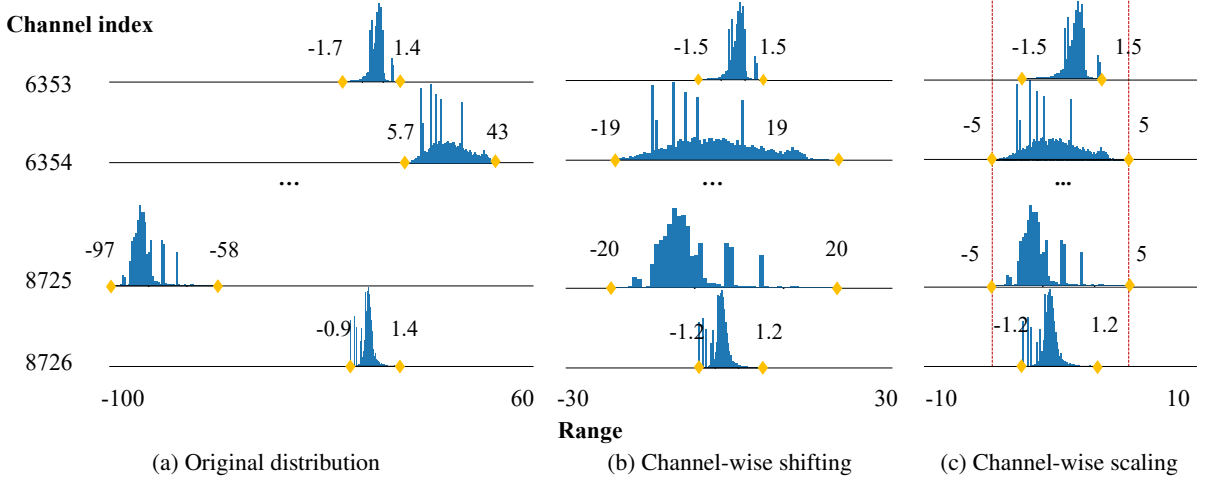 Channel index
-1.7 1.4 -1.5 1.5 -1.5 1.5
6353
5.7 43 -19 19 -5 5
6354
... ... ...
-97 -58 -20 20 -5 5
8725
-0.9 1.4 -1.2 1.2 -1.2 1.2
8726
-100 60 -30 30 -10 10
Range
(a) Original distribution (b) Channel-wise shifting (c) Channel-wise scaling